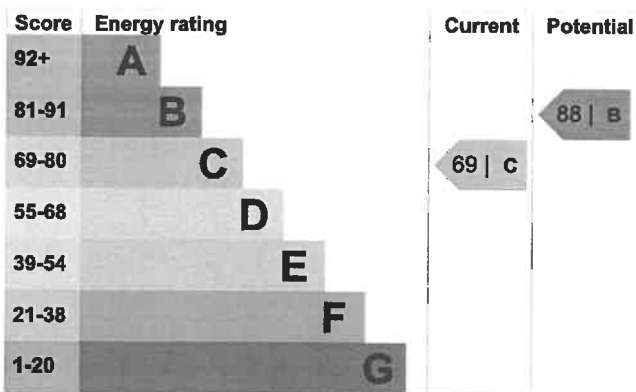 Score Energy rating Current Potential
92+ A
81-91 B 88 | B
69-80 C 69 | C
55-68 D
39-54 E
21-38 F
1-20 G